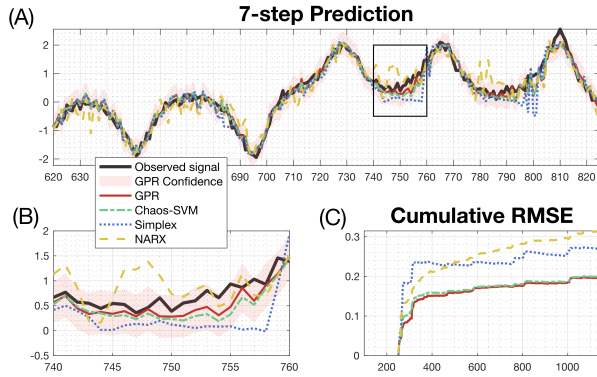 7-step Prediction
(A)
2
1
0
-1
-2
620 630 690 700 710 720 730 740 750 760 770 780 790 800 810 820
Observed signal
GPR Confidence
GPR
Chaos-SVM
Simplex
NARX
(B)
2
1.5
1
0.5
0
-0.5
740 745 750 755 760
(C)
Cumulative RMSE
0.3
0.2
0.1
0
200 400 600 800 1000